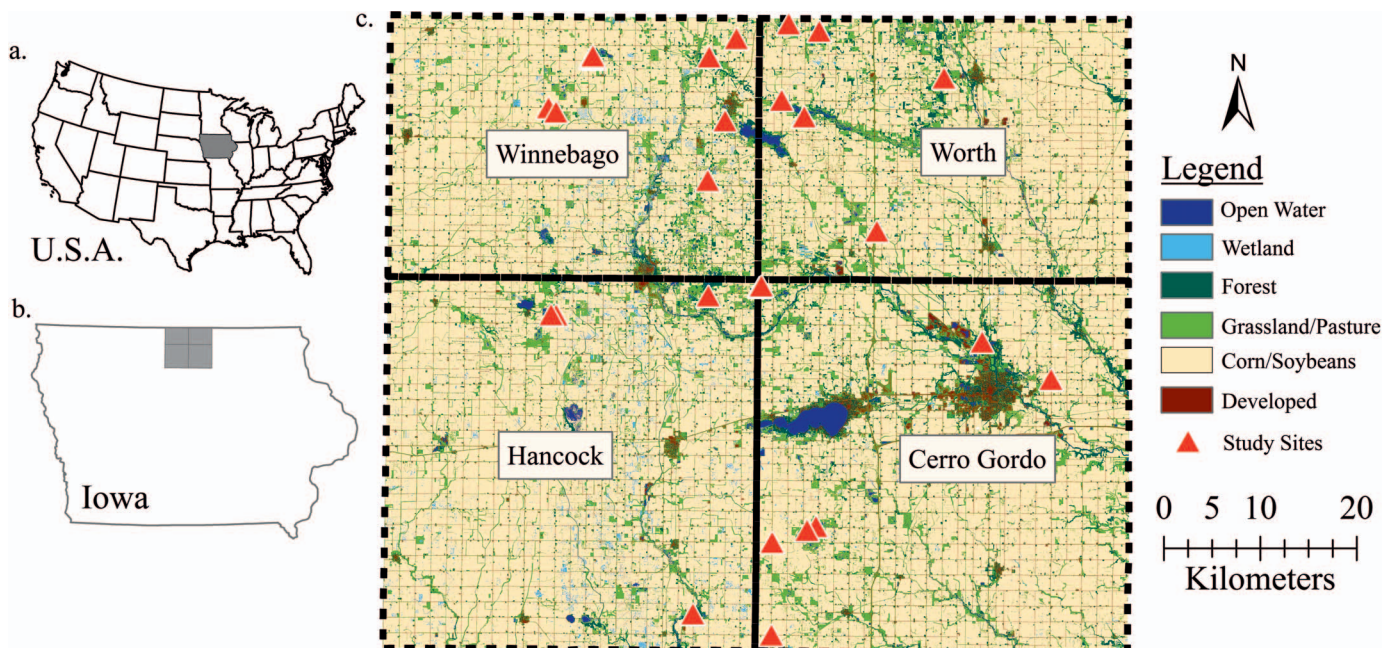 a.
U.S.A.
b.
Iowa
c.
Winnebago
Worth
Hancock
Cerro Gordo
N
Legend
Open Water
Wetland
Forest
Grassland/Pasture
Corn/Soybeans
Developed
Study Sites
0 5 10 20
Kilometers